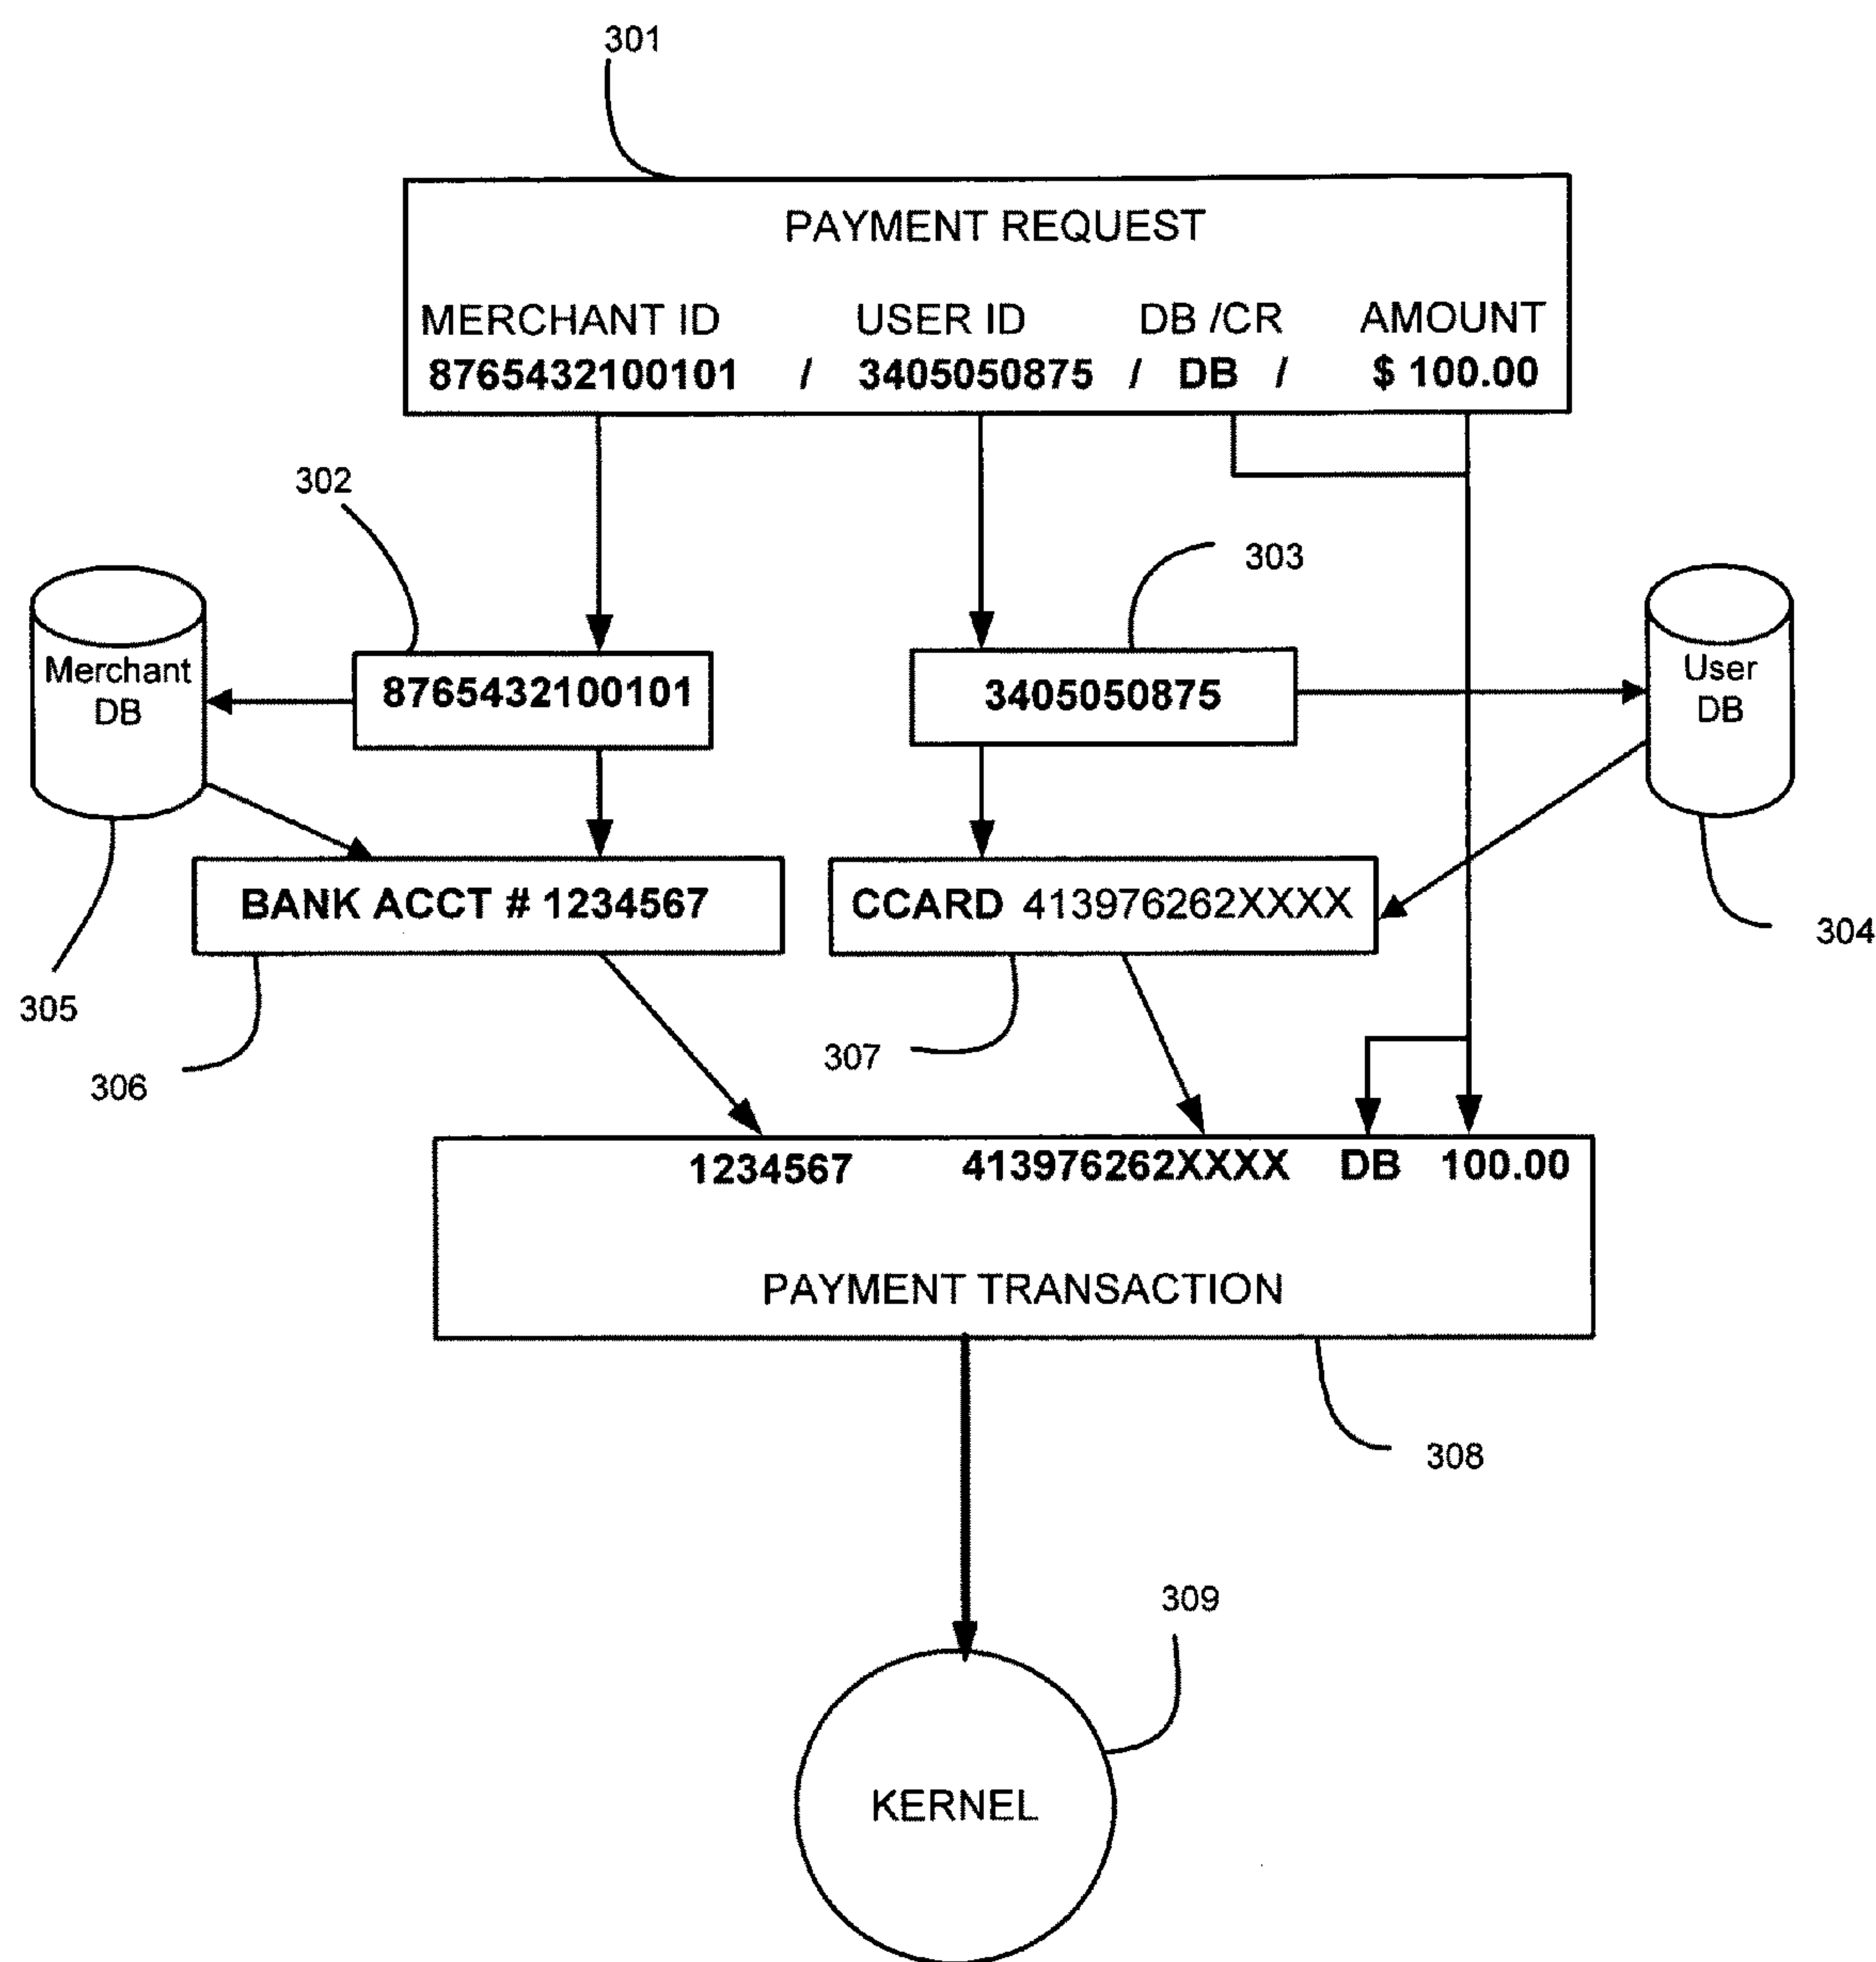 301
PAYMENT REQUEST
MERCHANT ID USER ID DB /CR AMOUNT
8765432100101 / 3405050875 / DB / $ 100.00
302
303
Merchant
DB
8765432100101
3405050875
User
DB
BANK ACCT # 1234567
CCARD 413976262XXXX
304
305
306
307
1234567 413976262XXXX DB 100.00
PAYMENT TRANSACTION
308
309
KERNEL